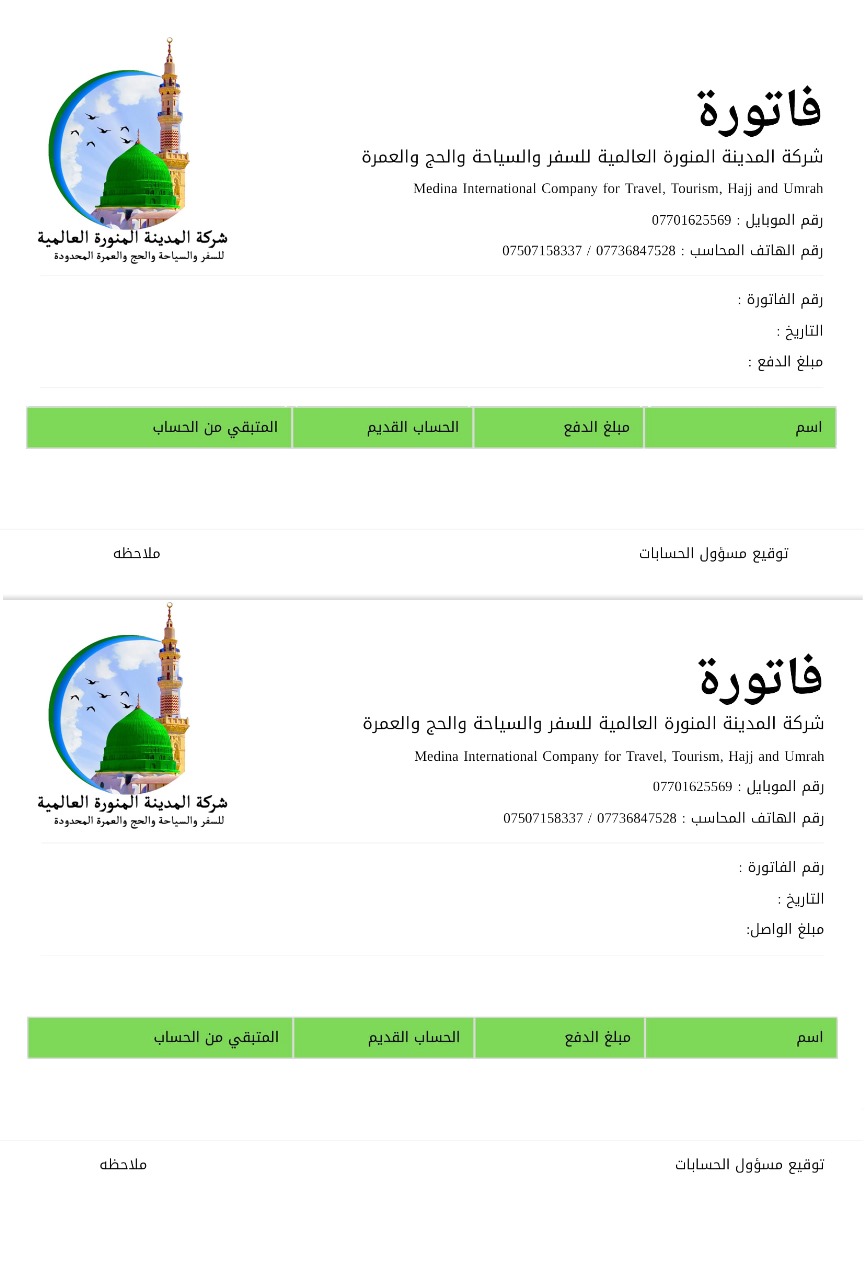 فاتورة
شركة المدينة المنورة العالمية للسفر والسياحة والحج والعمرة
Medina International Company for Travel, Tourism, Hajj and Umrah
رقم الموبايل : 07701625569
رقم الهاتف المحاسب : 07736847528 / 07507158337
شركة المدينة المنورة العالمية
للسفر والسياحة والحج والعمرة المحدودة
رقم الفاتورة :
التاريخ :
مبلغ الدفع :
اسم مبلغ الدفع الحساب القديم المتبقي من الحساب
توقيع مسؤول الحسابات ملاحظه
فاتورة
شركة المدينة المنورة العالمية للسفر والسياحة والحج والعمرة
Medina International Company for Travel, Tourism, Hajj and Umrah
رقم الموبايل : 07701625569
رقم الهاتف المحاسب : 07736847528 / 07507158337
شركة المدينة المنورة العالمية
للسفر والسياحة والحج والعمرة المحدودة
رقم الفاتورة :
التاريخ :
مبلغ الواصل:
اسم مبلغ الدفع الحساب القديم المتبقي من الحساب
توقيع مسؤول الحسابات ملاحظه